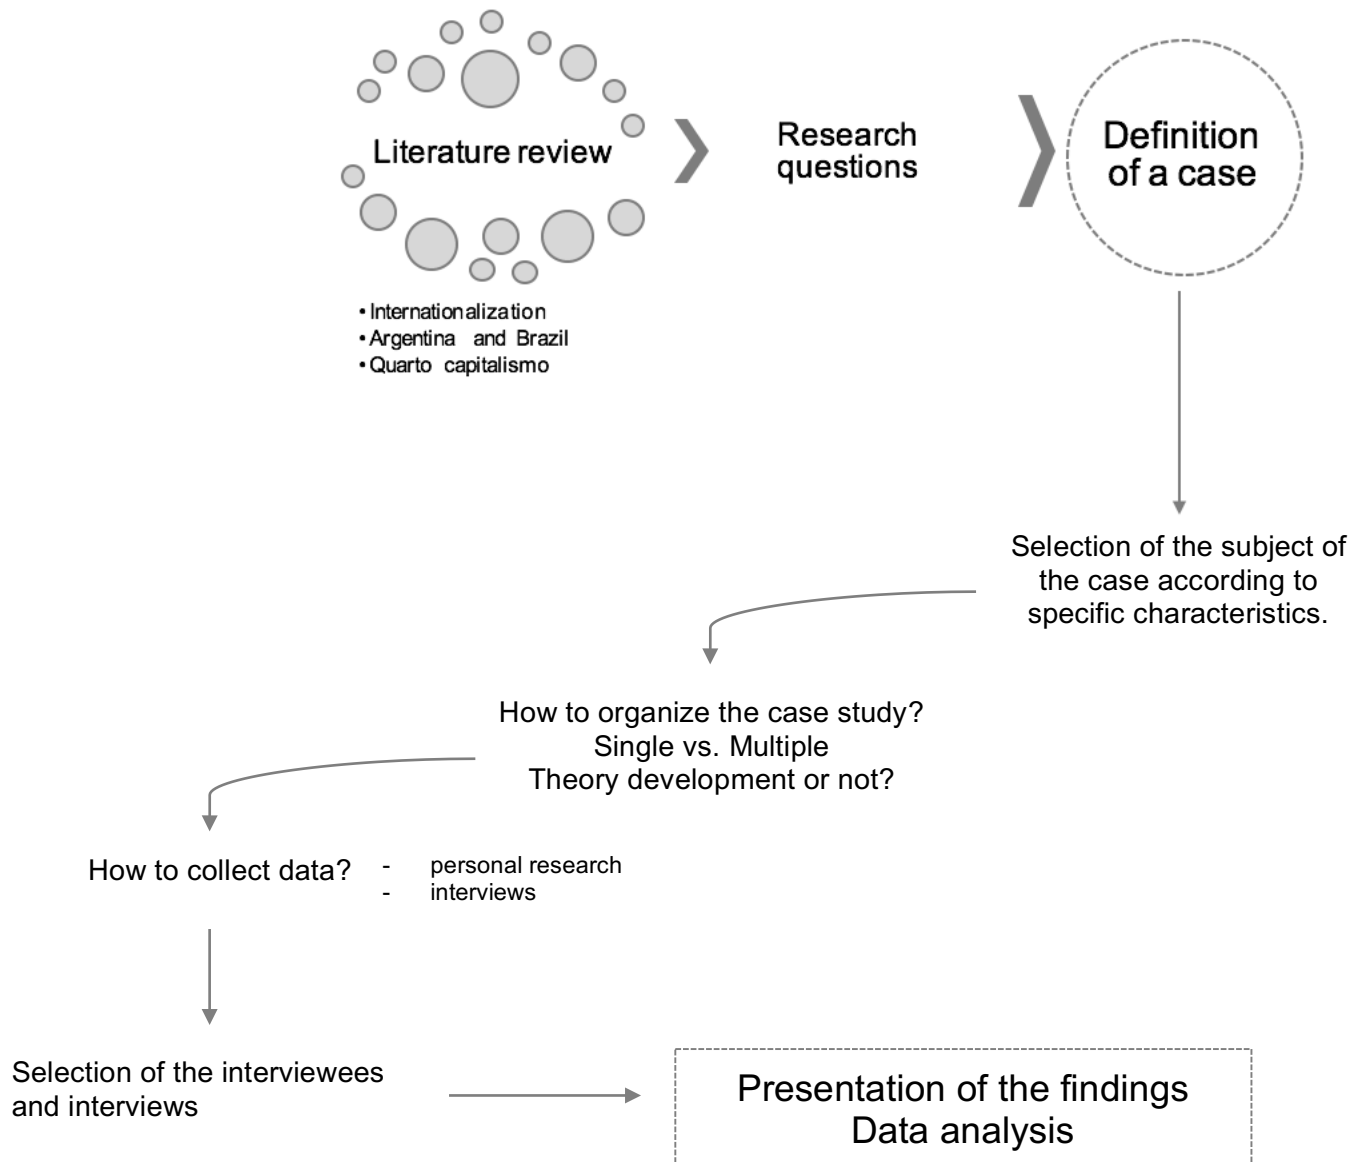 Literature review
Research
questions
Definition
of a case
• Internationalization
• Argentina and Brazil
• Quarto capitalismo
Selection of the subject of
the case according to
specific characteristics.
How to organize the case study?
Single vs. Multiple
Theory development or not?
How to collect data?
- personal research
- interviews
Selection of the interviewees
and interviews
Presentation of the findings
Data analysis